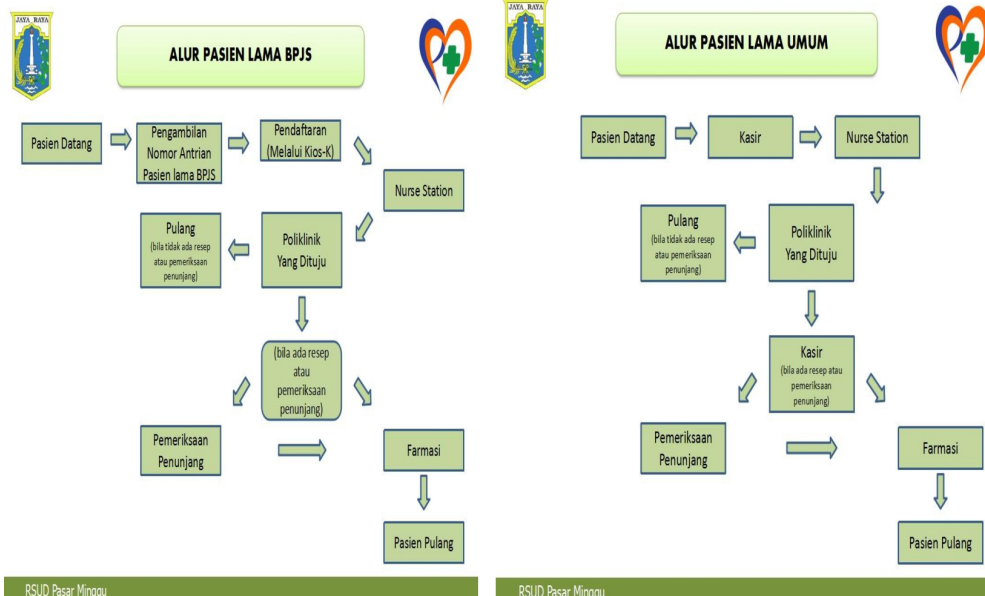 JAYA RAYA
ALUR PASIEN LAMA BPJS
Pasien Datang
Pengambilan
Nomor Antrian
Pasien lama BPJS
Pendaftaran
(Melalui Kios-K)
Nurse Station
Pulang
(bila tidak ada resep
atau pemeriksaan
penunjang)
Poliklinik
Yang Dituju
(bila ada resep
atau
pemeriksaan
penunjang)
Pemeriksaan
Penunjang
Farmasi
Pasien Pulang
RSUD Pasar Minggu
JAYA RAYA
ALUR PASIEN LAMA UMUM
Pasien Datang
Kasir
Nurse Station
Pulang
(bila tidak ada resep
atau pemeriksaan
penunjang)
Poliklinik
Yang Dituju
Kasir
(bila ada resep atau
pemeriksaan
penunjang)
Pemeriksaan
Penunjang
Farmasi
Pasien Pulang
RSUD Pasar Minggu